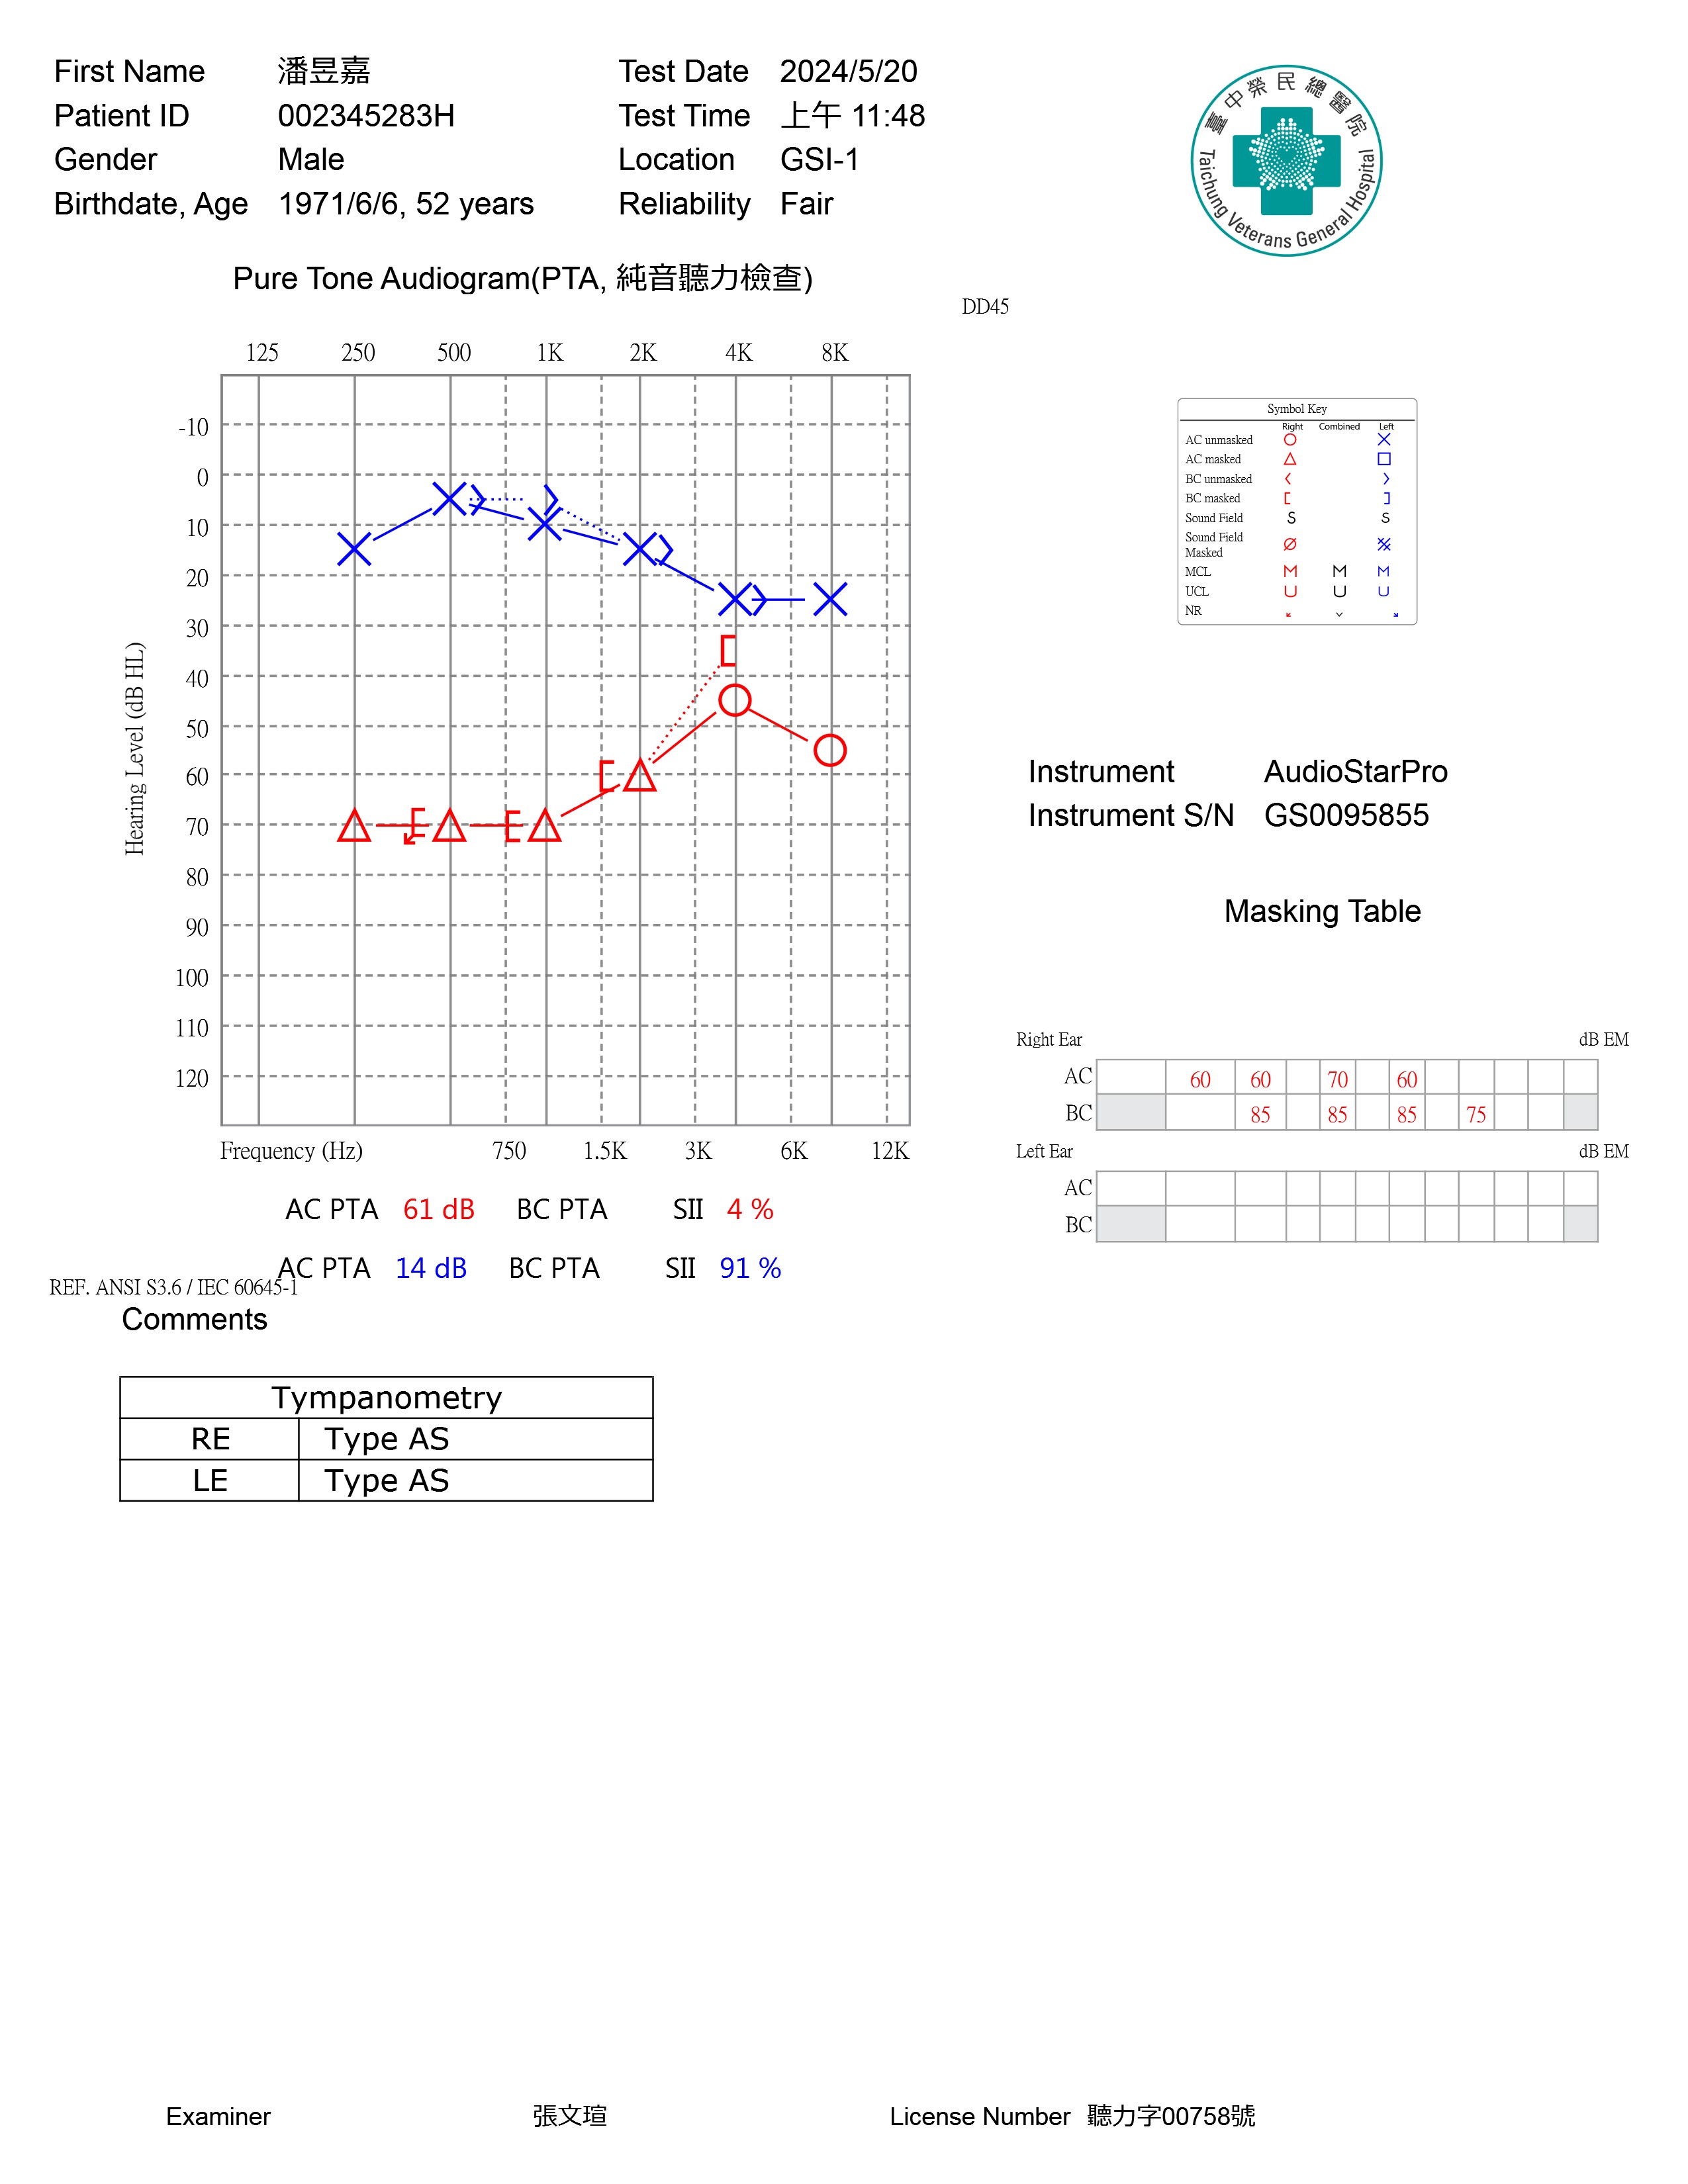 First Name 潘昱嘉 Test Date 2024/5/20
Patient ID 002345283H Test Time 上午 11:48
Gender Male Location GSI-1
Birthdate, Age 1971/6/6, 52 years Reliability Fair
臺中榮民總醫院
Taichung Veterans General Hospital
Pure Tone Audiogram(PTA, 純音聽力檢查)
DD45
125 250 500 1K 2K 4K 8K
-10
0
10
20
30
40
50
60
70
80
90
100
110
120
Hearing Level (dB HL)
Frequency (Hz) 750 1.5K 3K 6K 12K
Symbol Key
Right Combined Left
AC unmasked
AC masked
BC unmasked
BC masked
Sound Field S S
Sound Field
Masked
MCL M M M
UCL U U U
NR
Instrument AudioStarPro
Instrument S/N GS0095855
Masking Table
Right Ear dB EM
AC 60 60 70 60
BC 85 85 85 75
Left Ear dB EM
AC
BC
AC PTA 61 dB BC PTA SII 4 %
AC PTA 14 dB BC PTA SII 91 %
REF. ANSI S3.6 / IEC 60645-1
Comments
Tympanometry
RE Type AS
LE Type AS
Examiner 張文瑄 License Number 聽力字00758號